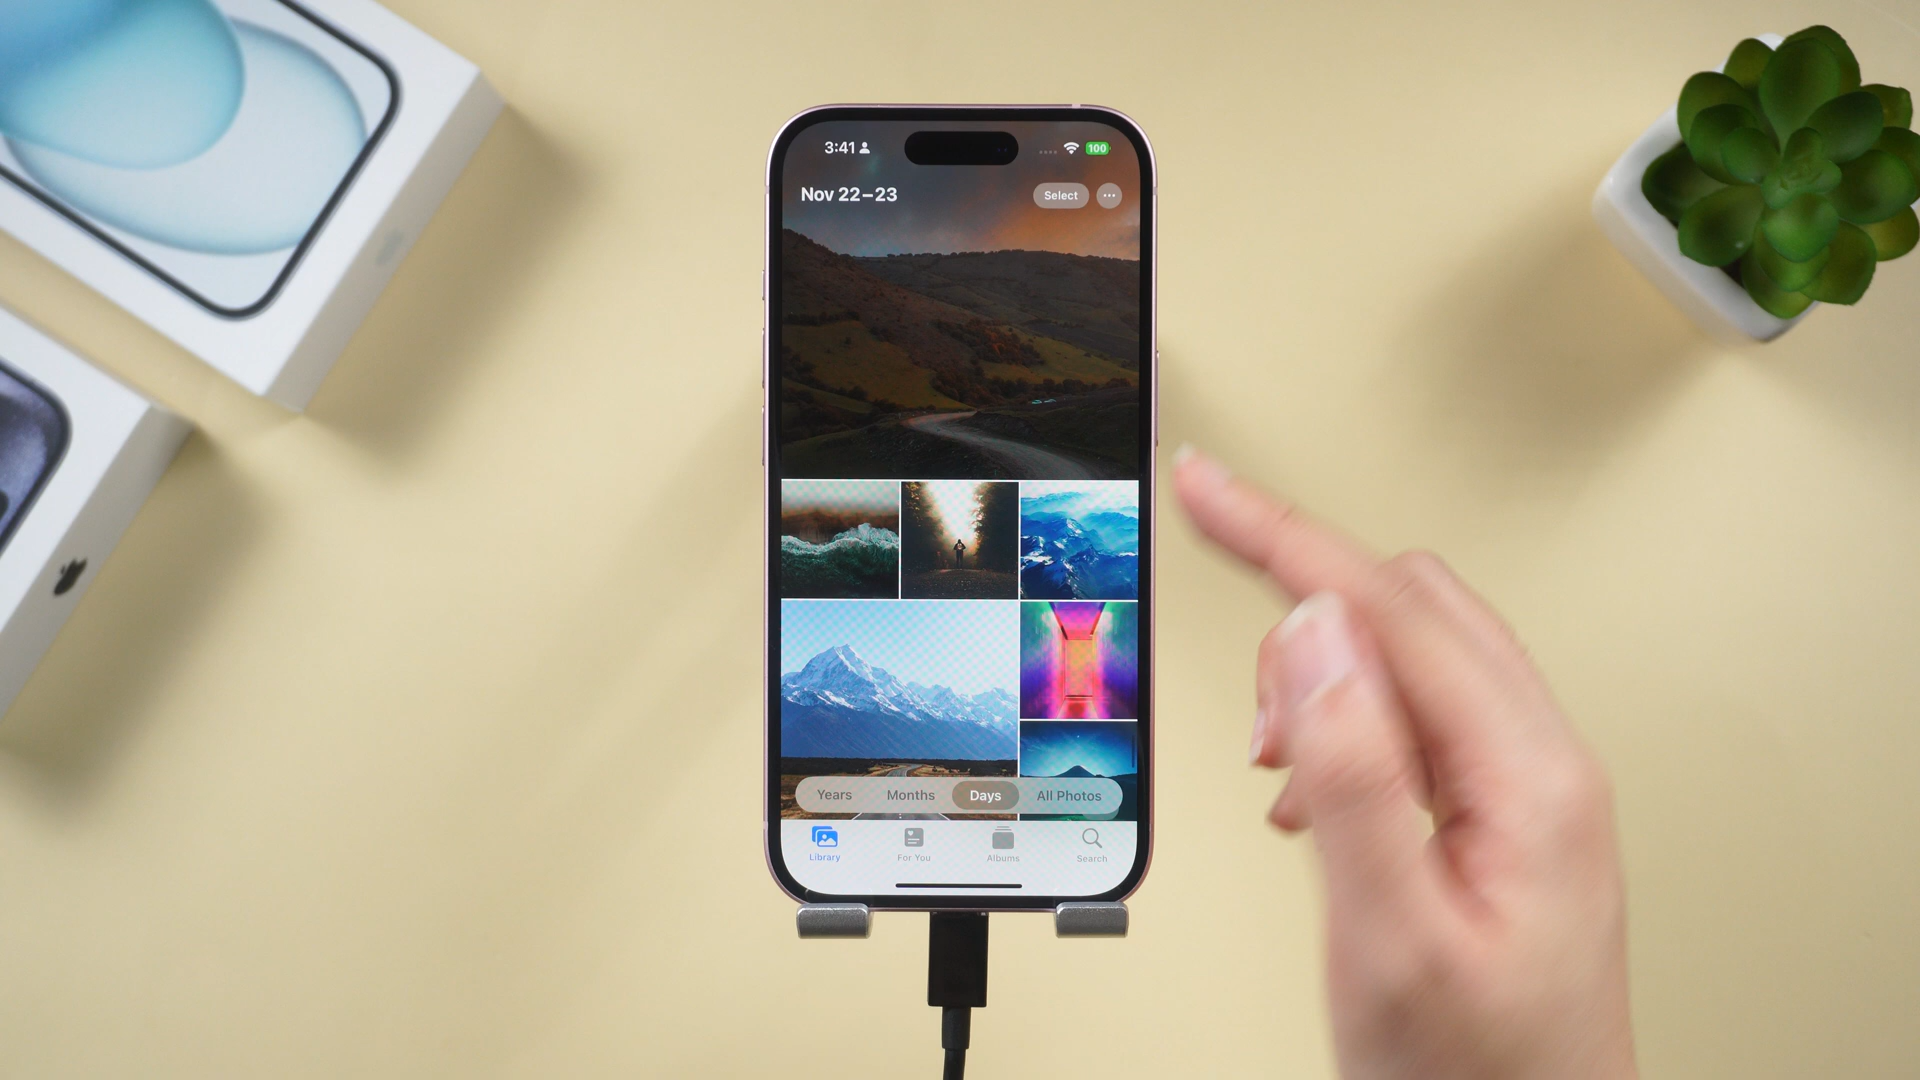 3:41
100
Nov 22–23
Select
Years Months Days All Photos
Library For You Albums Search